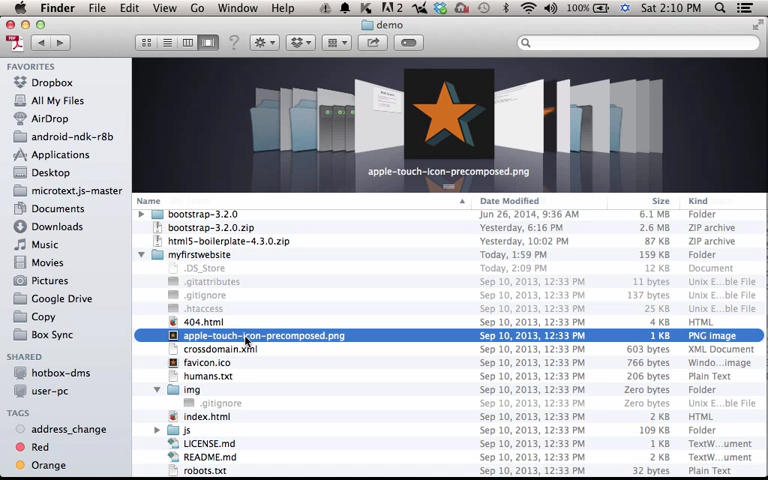 Finder File Edit View Go Window Help 2 100% Sat 2:10 PM
demo
FAVORITES
Dropbox
All My Files
AirDrop
android-ndk-r8b
Applications
Desktop
microtext.js-master
Documents
Downloads
Music
Movies
Pictures
Google Drive
Copy
Box Sync
SHARED
hotbox-dms
user-pc
TAGS
address_change
Red
Orange
apple-touch-icon-precomposed.png
Name Date Modified Size Kind
bootstrap-3.2.0 Jun 26, 2014, 9:36 AM 6.1 MB Folder
bootstrap-3.2.0.zip Yesterday, 6:16 PM 2.6 MB ZIP archive
html5-boilerplate-4.3.0.zip Yesterday, 10:02 PM 87 KB ZIP archive
myfirstwebsite Today, 1:59 PM 159 KB Folder
.DS_Store Today, 2:09 PM 12 KB Document
.gitattributes Sep 10, 2013, 12:33 PM 11 bytes Unix E...ble File
.gitignore Sep 10, 2013, 12:33 PM 137 bytes Unix E...ble File
.htaccess Sep 10, 2013, 12:33 PM 25 KB Unix E...ble File
404.html Sep 10, 2013, 12:33 PM 4 KB HTML
apple-touch-icon-precomposed.png Sep 10, 2013, 12:33 PM 1 KB PNG image
crossdomain.xml Sep 10, 2013, 12:33 PM 603 bytes XML Document
favicon.ico Sep 10, 2013, 12:33 PM 766 bytes Windo...image
humans.txt Sep 10, 2013, 12:33 PM 206 bytes Plain Text
img Sep 10, 2013, 12:33 PM Zero bytes Folder
.gitignore Sep 10, 2013, 12:33 PM Zero bytes Unix E...ble File
index.html Sep 10, 2013, 12:33 PM 2 KB HTML
js Sep 10, 2013, 12:33 PM 109 KB Folder
LICENSE.md Sep 10, 2013, 12:33 PM 1 KB TextW...ument
README.md Sep 10, 2013, 12:33 PM 2 KB TextW...ument
robots.txt Sep 10, 2013, 12:33 PM 32 bytes Plain Text